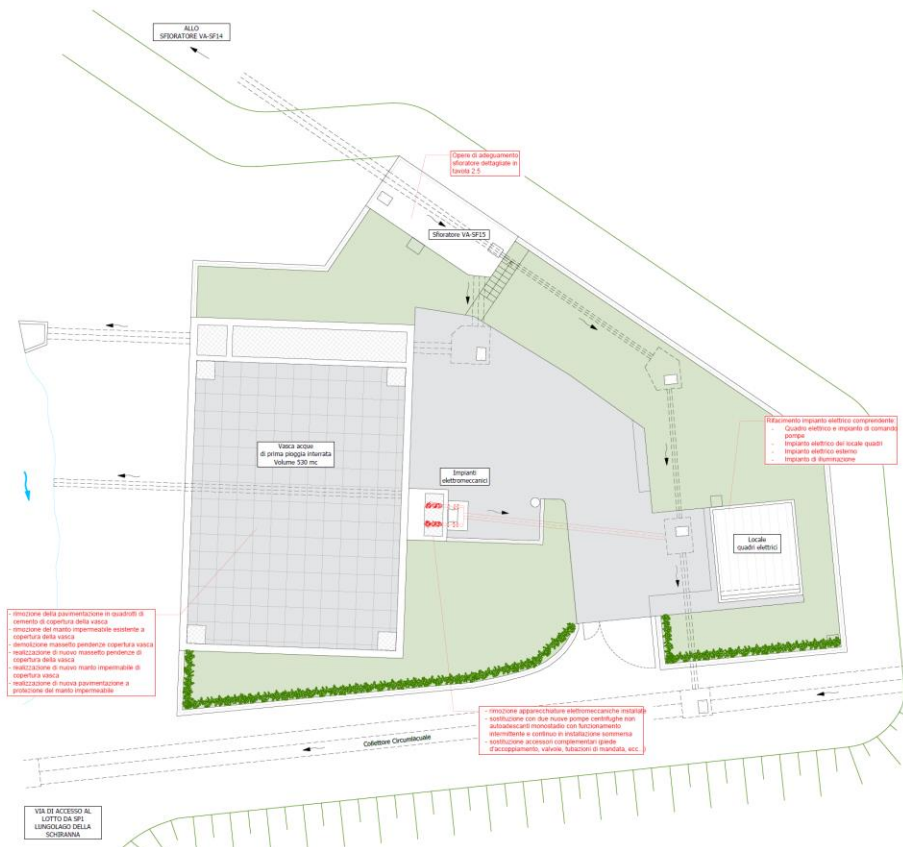 ALLO
SFIORATORE VA-SF14
Opere di adeguamento
sfioratore dettagliate in
tavola 2.5
Sfioratore VA-SF15
Rifacimento impianto elettrico comprendente:
- Quadro elettrico e impianto di comando
pompe
- Impianto elettrico del locale quadri
- Impianto elettrico esterno
- Impianto di illuminazione
Vasca acque
di prima pioggia interrata
Volume 530 mc
Impianti
elettromeccanici
Locale
quadri elettrici
- rimozione della pavimentazione in quadrotti di
cemento di copertura della vasca
- rimozione del manto impermeabile esistente a
copertura della vasca
- demolizione massetto pendenze copertura vasca
- realizzazione di nuovo massetto pendenze di
copertura della vasca
- realizzazione di nuovo manto impermabile di
copertura vasca
- realizzazione di nuova pavimentazione a
protezione del manto impermeabile
- rimozione apparecchiature elettromeccaniche installate
- sostituzione con due nuove pompe centrifughe non
autoadescanti monostadio con funzionamento
intermittente e continuo in installazione sommersa
- sostituzione accessori complementari (piede
d'accoppiamento, valvole, tubazioni di mandata, ecc...)
Collettore Circumlacuale
VIA DI ACCESSO AL
LOTTO DA SP1
LUNGOLAGO DELLA
SCHIRANNA